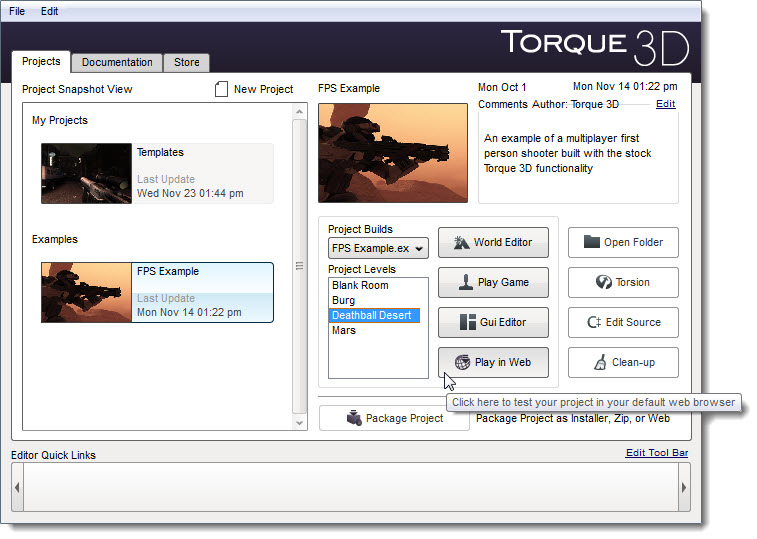 File Edit
TORQUE 3D
Projects Documentation Store
Project Snapshot View New Project
My Projects
Templates
Last Update
Wed Nov 23 01:44 pm
Examples
FPS Example
Last Update
Mon Nov 14 01:22 pm
FPS Example Mon Oct 1 Mon Nov 14 01:22 pm
Comments Author: Torque 3D Edit
An example of a multiplayer first
person shooter built with the stock
Torque 3D functionality
Project Builds
FPS Example.ex
Project Levels
Blank Room
Burg
Deathball Desert
Mars
World Editor
Play Game
Gui Editor
Play in Web
Open Folder
Torsion
Edit Source
Clean-up
Click here to test your project in your default web browser
Package Project Package Project as Installer, Zip, or Web
Editor Quick Links Edit Tool Bar